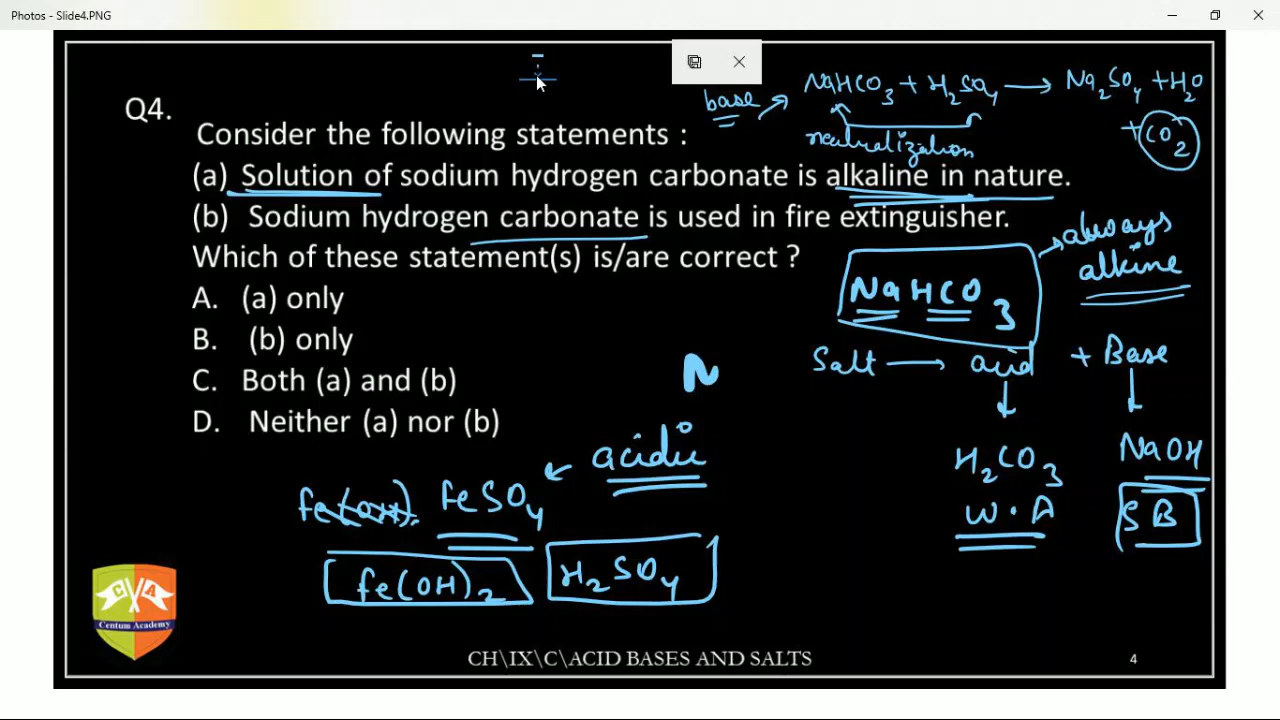 Photos - Slide4.PNG
Q4.
Consider the following statements :
(a) Solution of sodium hydrogen carbonate is alkaline in nature.
(b) Sodium hydrogen carbonate is used in fire extinguisher.
Which of these statement(s) is/are correct ?
A. (a) only
B. (b) only
C. Both (a) and (b)
D. Neither (a) nor (b)
base → NaHCO3 + H2SO4 → Na2SO4 + H2O
+ CO2
neutralization
always
alkine
NaHCO3
Salt → acid + Base
H2CO3 NaOH
W.A SB
N
acidic
Fe(OH). FeSO4
Fe(OH)2 H2SO4
C A
Centum Academy
CH\IX\C\ACID BASES AND SALTS
4